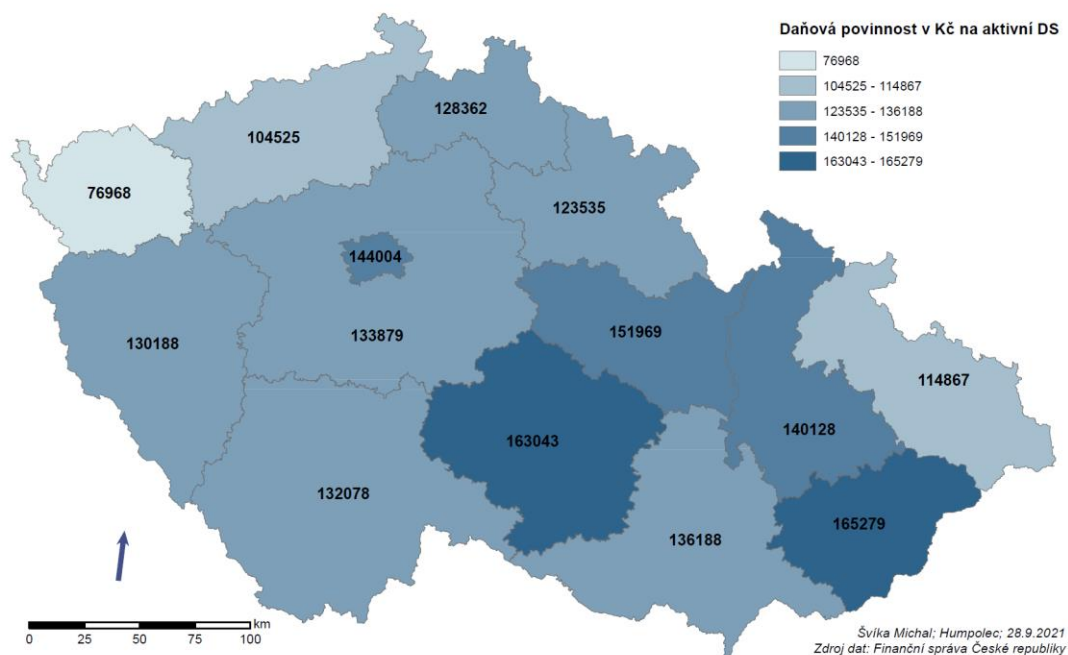 Daňová povinnost v Kč na aktivní DS
76968
104525 - 114867
123535 - 136188
140128 - 151969
163043 - 165279
128362
104525
76968
123535
144004
130188
133879
151969
114867
163043
140128
132078
165279
136188
km
0 25 50 100
Švíka Michal; Humpolec; 28.9.2021
Zdroj dat: Finanční správa České republiky